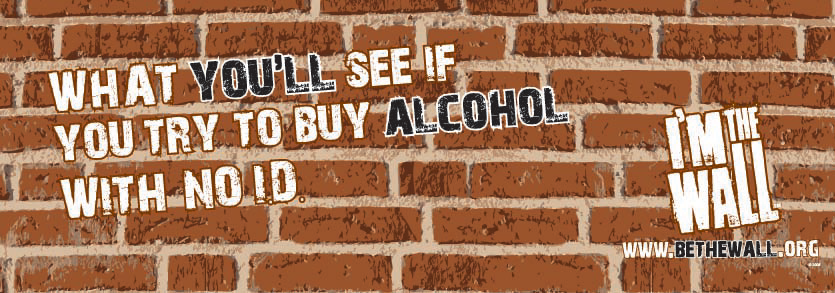 WHAT YOU'LL SEE IF
YOU TRY TO BUY ALCOHOL
WITH NO I.D.
I'M THE
WALL
WWW.BETHEWALL.ORG